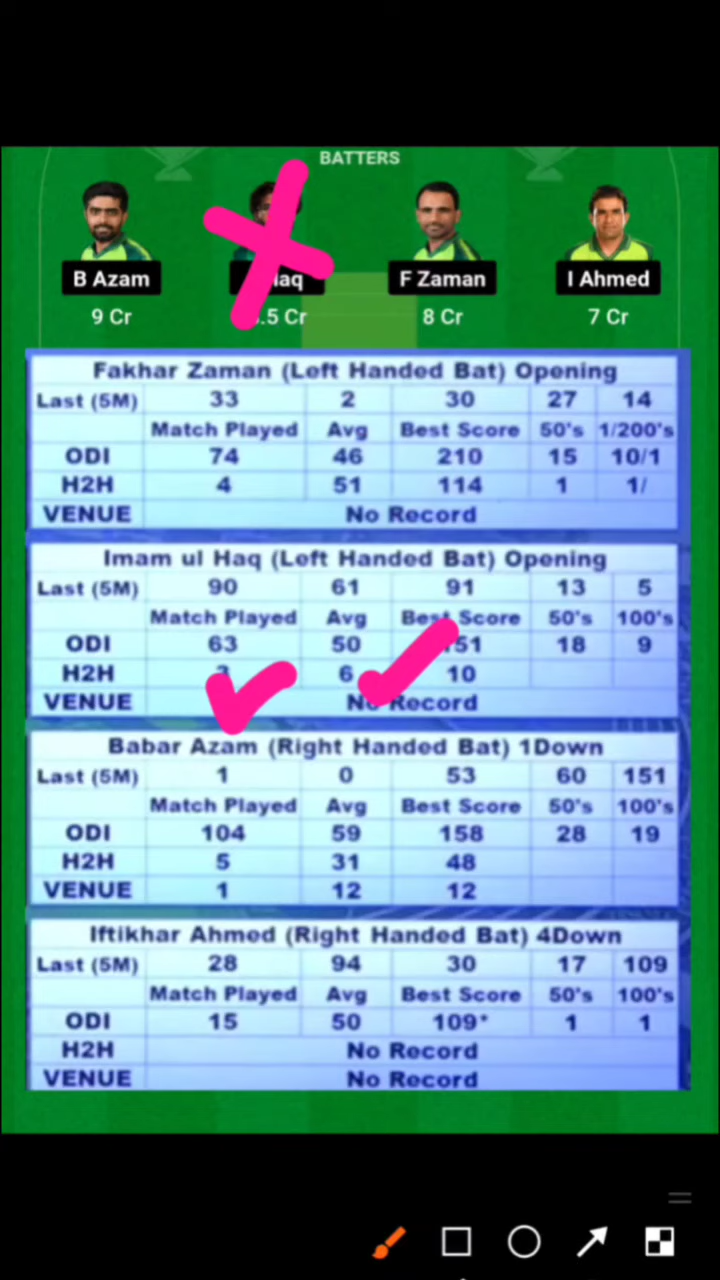 BATTERS
B Azam aq F Zaman I Ahmed
9 Cr .5 Cr 8 Cr 7 Cr
Fakhar Zaman (Left Handed Bat) Opening
Last (5M) 33 2 30 27 14
Match Played Avg Best Score 50's 1/200's
ODI 74 46 210 15 10/1
H2H 4 51 114 1 1/
VENUE No Record
Imam ul Haq (Left Handed Bat) Opening
Last (5M) 90 61 91 13 5
Match Played Avg Best Score 50's 100's
ODI 63 50 51 18 9
H2H 6 10
VENUE No Record
Babar Azam (Right Handed Bat) 1Down
Last (5M) 1 0 53 60 151
Match Played Avg Best Score 50's 100's
ODI 104 59 158 28 19
H2H 5 31 48
VENUE 1 12 12
Iftikhar Ahmed (Right Handed Bat) 4Down
Last (5M) 28 94 30 17 109
Match Played Avg Best Score 50's 100's
ODI 15 50 109* 1 1
H2H No Record
VENUE No Record